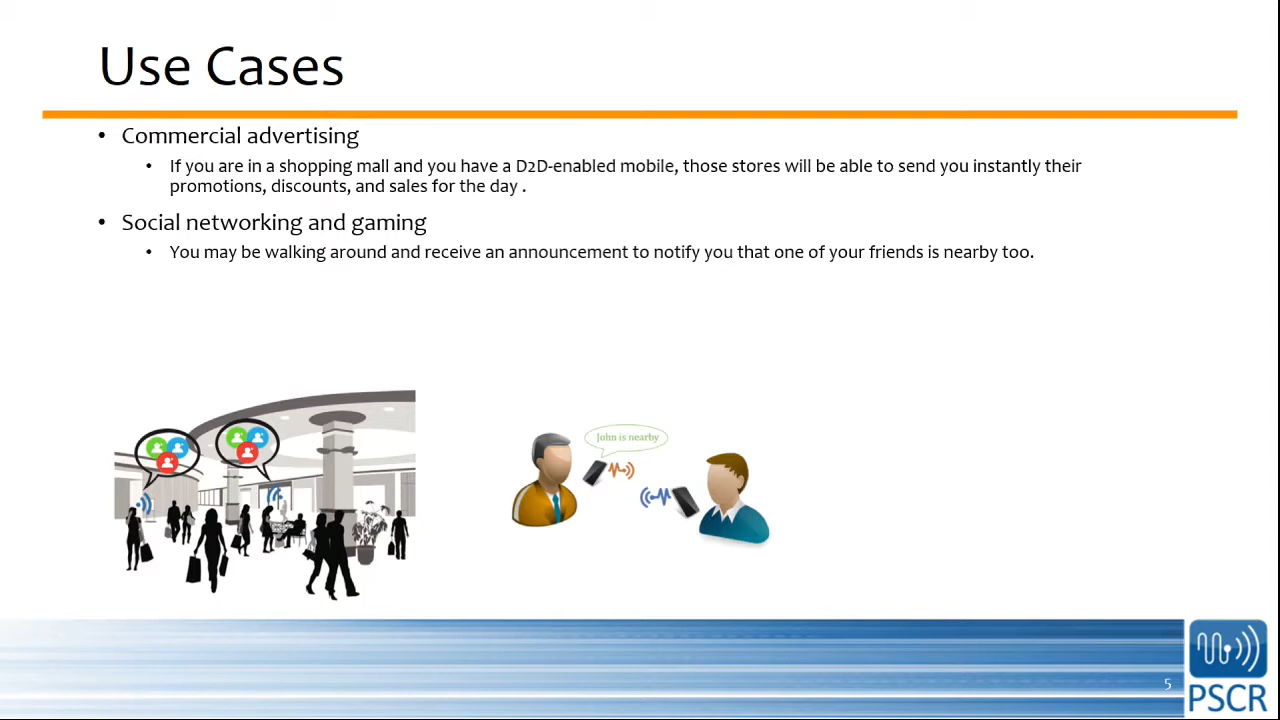 Use Cases
• Commercial advertising
• If you are in a shopping mall and you have a D2D-enabled mobile, those stores will be able to send you instantly their
promotions, discounts, and sales for the day .
• Social networking and gaming
• You may be walking around and receive an announcement to notify you that one of your friends is nearby too.
John is nearby
5
PSCR